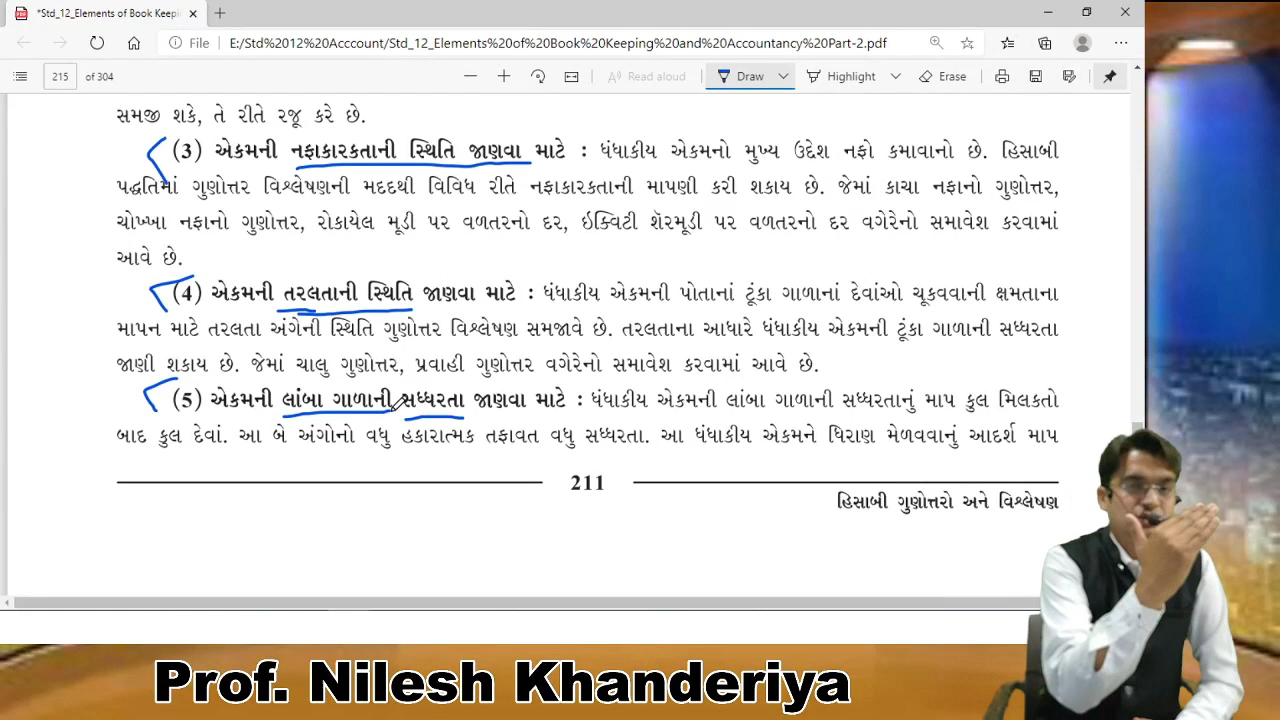 *Std_12_Elements of Book Keepi
File
E:/Std%2012%20Acccount/Std_12_Elements%20of%20Book%20Keeping%20and%20Accountancy%20Part-2.pdf
215 of 304
Read aloud
Draw
Highlight
Erase
સમજી શકે, તે રીતે રજૂ કરે છે.
(3) એકમની નફાકારકતાની સ્થિતિ જાણવા માટે : ધંધાકીય એકમનો મુખ્ય ઉદ્દેશ નફો કમાવાનો છે. હિસાબી
પદ્ધતિમાં ગુણોત્તર વિશ્લેષણની મદદથી વિવિધ રીતે નફાકારકતાની માપણી કરી શકાય છે. જેમાં કાચા નફાનો ગુણોત્તર,
ચોખ્ખા નફાનો ગુણોત્તર, રોકાયેલ મૂડી પર વળતરનો દર, ઇક્વિટી શૅરમૂડી પર વળતરનો દર વગેરેનો સમાવેશ કરવામાં
આવે છે.
(4) એકમની તરલતાની સ્થિતિ જાણવા માટે : ધંધાકીય એકમની પોતાનાં ટૂંકા ગાળાનાં દેવાંઓ ચૂકવવાની ક્ષમતાના
માપન માટે તરલતા અંગેની સ્થિતિ ગુણોત્તર વિશ્લેષણ સમજાવે છે. તરલતાના આધારે ધંધાકીય એકમની ટૂંકા ગાળાની સધ્ધરતા
જાણી શકાય છે. જેમાં ચાલુ ગુણોત્તર, પ્રવાહી ગુણોત્તર વગેરેનો સમાવેશ કરવામાં આવે છે.
(5) એકમની લાંબા ગાળાની સધ્ધરતા જાણવા માટે : ધંધાકીય એકમની લાંબા ગાળાની સધ્ધરતાનું માપ કુલ મિલકતો
બાદ કુલ દેવાં. આ બે અંગોનો વધુ હકારાત્મક તફાવત વધુ સધ્ધરતા. આ ધંધાકીય એકમને ધિરાણ મેળવવાનું આદર્શ માપ
211
હિસાબી ગુણોત્તરો અને વિશ્લેષણ
Prof. Nilesh Khanderiya